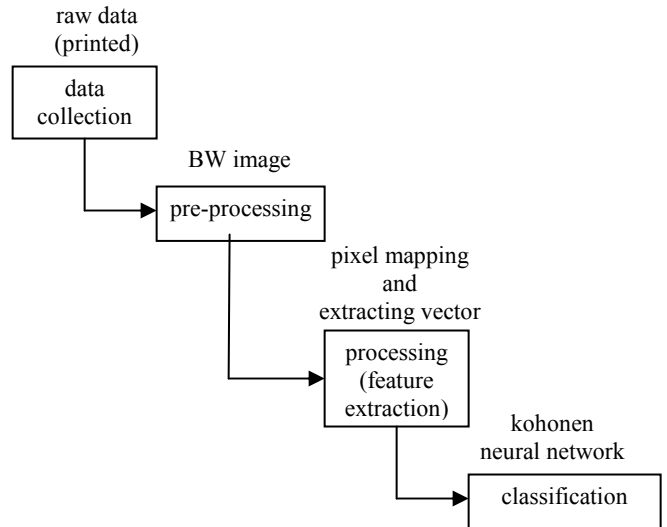 raw data
(printed)
data
collection
BW image
pre-processing
pixel mapping
and
extracting vector
processing
(feature
extraction)
kohonen
neural network
classification